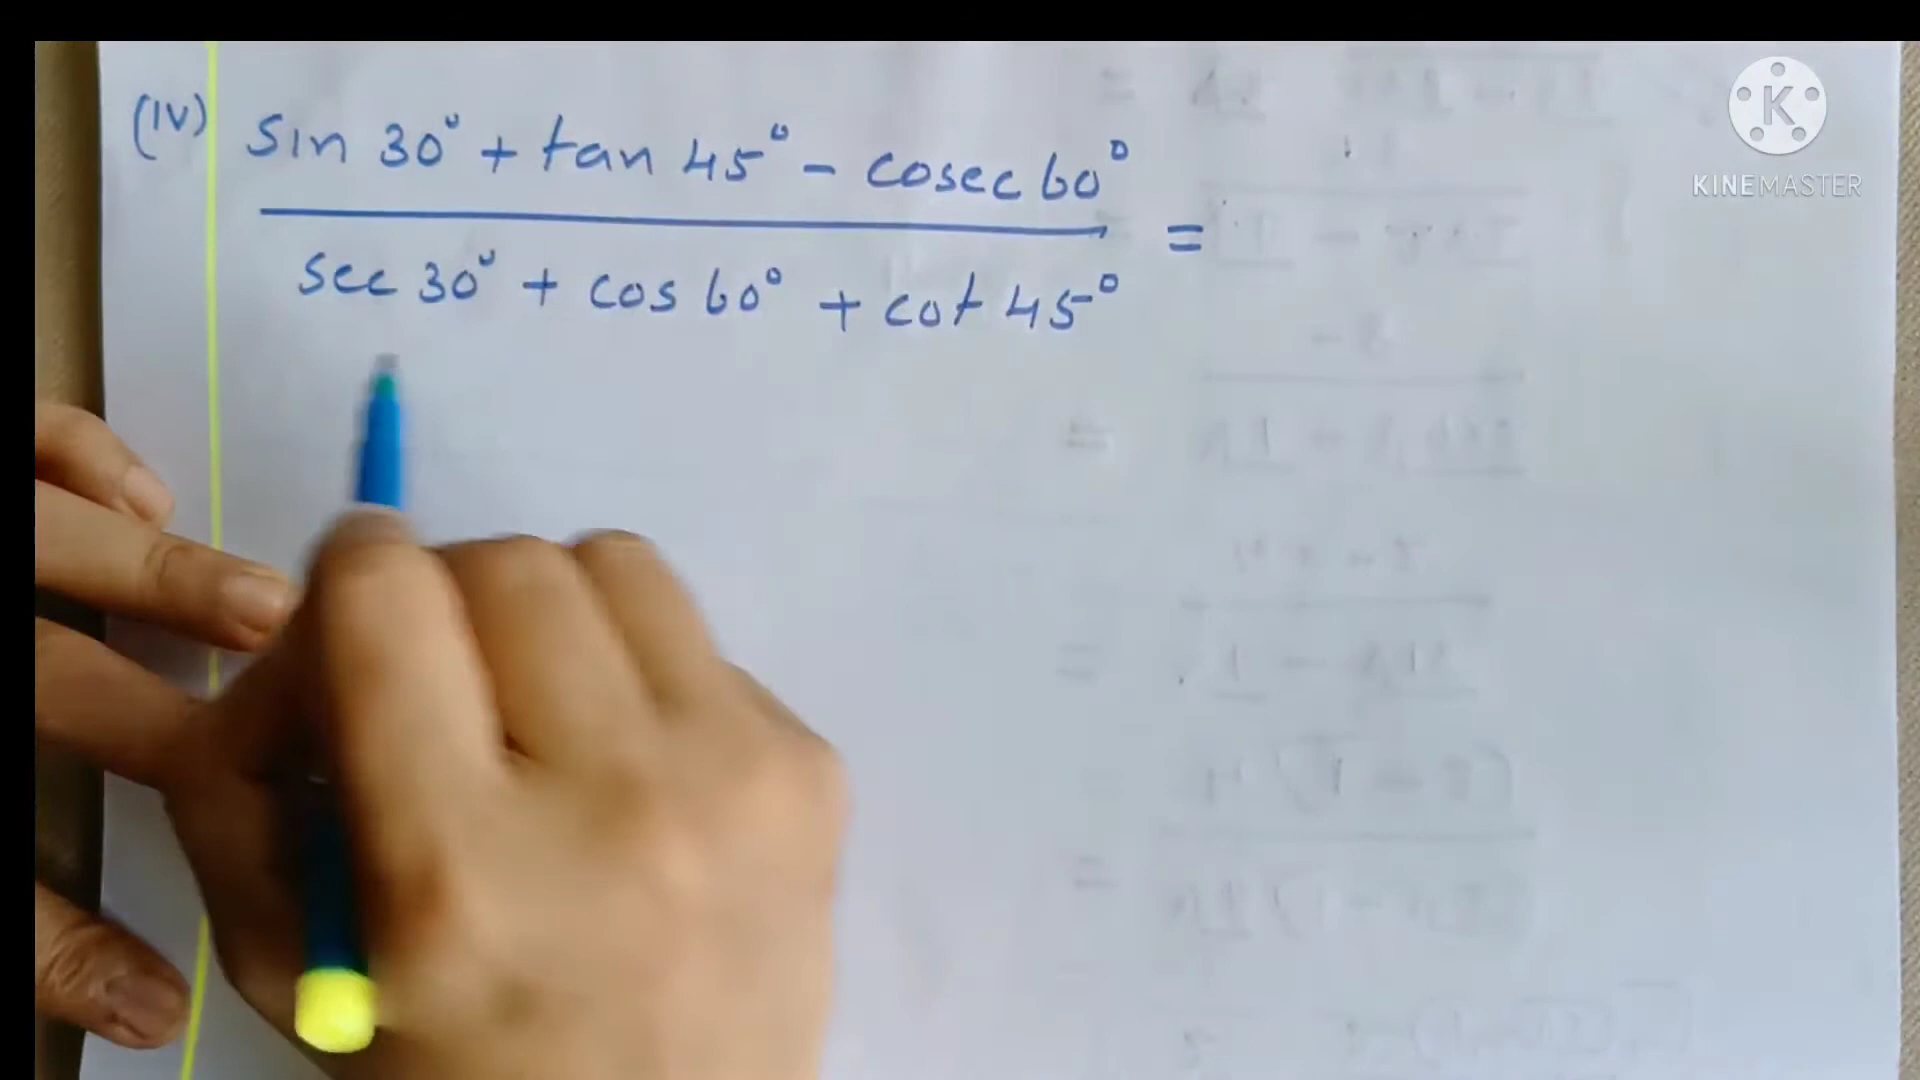 (IV) sin 30° + tan 45° - cosec 60°
sec 30° + cos 60° + cot 45° =
K
KINEMASTER